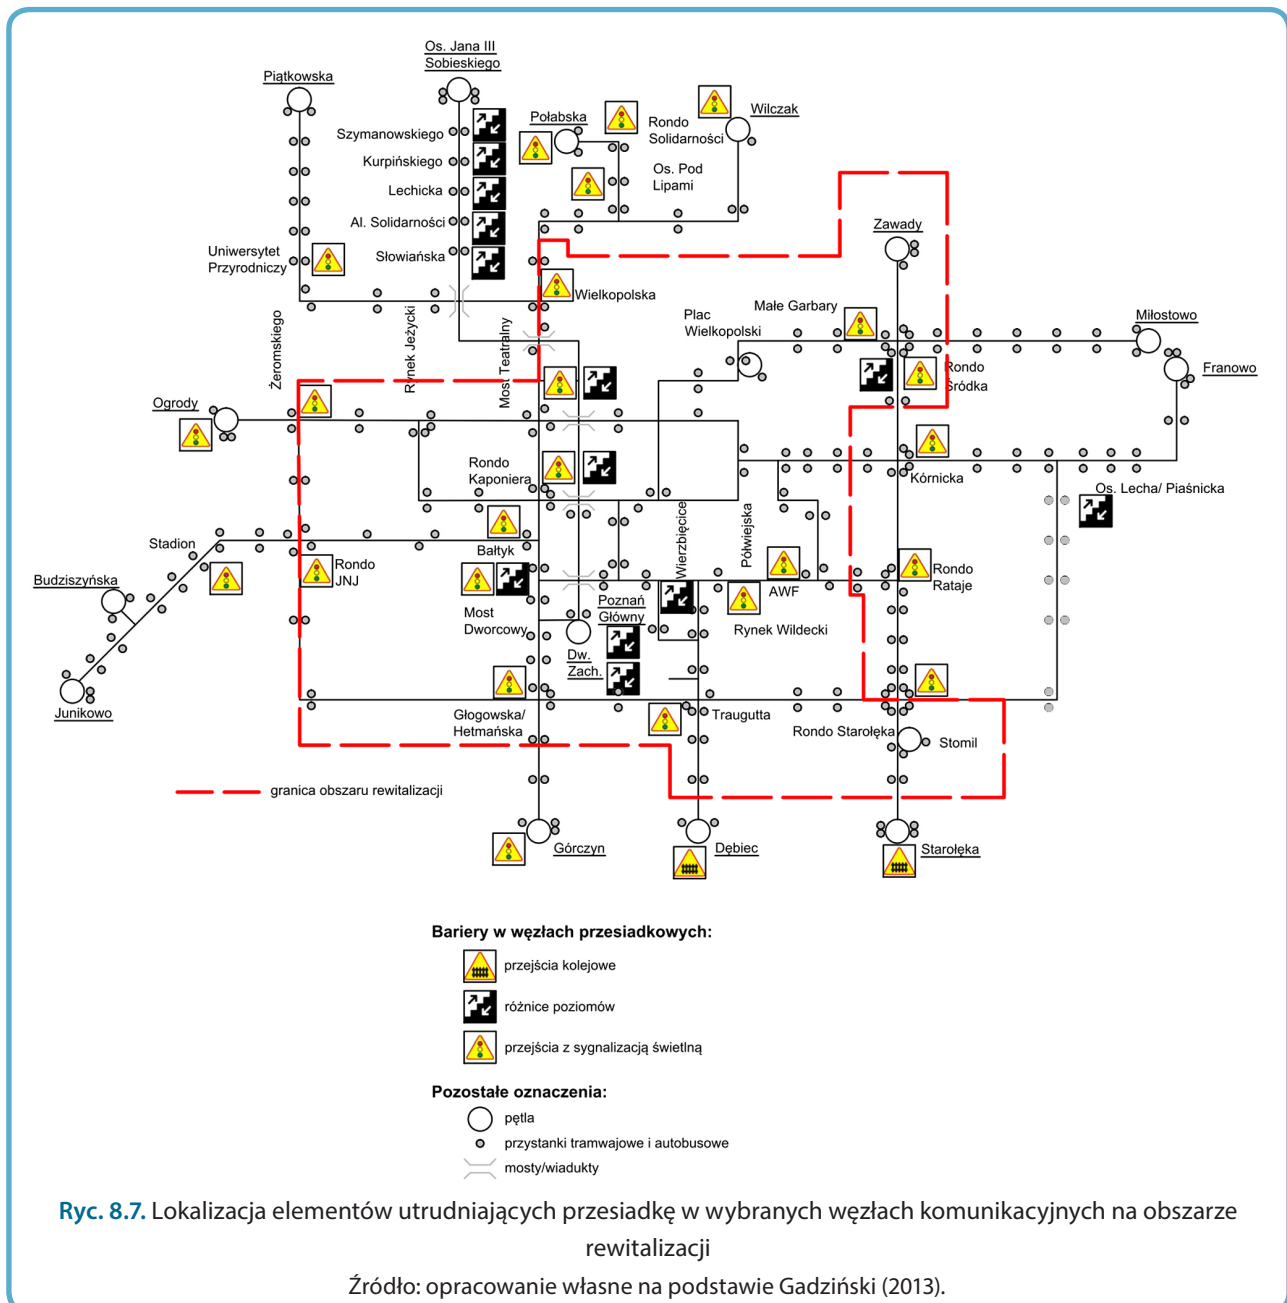 Os. Jana III
Sobieskiego
Piątkowska
Szymanowskiego
Kurpińskiego
Lechicka
Al. Solidarności
Słowiańska
Połabska
Rondo
Solidarności
Wilczak
Os. Pod
Lipami
Uniwersytet
Przyrodniczy
Wielkopolska
Zawady
Małe Garbary
Plac
Wielkopolski
Miłostowo
Franowo
Rondo
Śródka
Żeromskiego
Rynek Jeżycki
Most Teatralny
Ogrody
Rondo
Kaponiera
Kórnicka
Os. Lecha/ Piaśnicka
Stadion
Budziszyńska
Junikowo
Rondo
JNJ
Bałtyk
Most
Dworcowy
Poznań
Główny
Dw.
Zach.
Wierzbięcice
Półwiejska
AWF
Rynek Wildecki
Rondo
Rataje
Głogowska/
Hetmańska
Traugutta
Rondo Starołęka
Stomil
granica obszaru rewitalizacji
Górczyn
Dębiec
Starołęka
Bariery w węzłach przesiadkowych:
przejścia kolejowe
różnice poziomów
przejścia z sygnalizacją świetlną
Pozostałe oznaczenia:
pętla
przystanki tramwajowe i autobusowe
mosty/wiadukty
Ryc. 8.7. Lokalizacja elementów utrudniających przesiadkę w wybranych węzłach komunikacyjnych na obszarze
rewitalizacji
Źródło: opracowanie własne na podstawie Gadziński (2013).